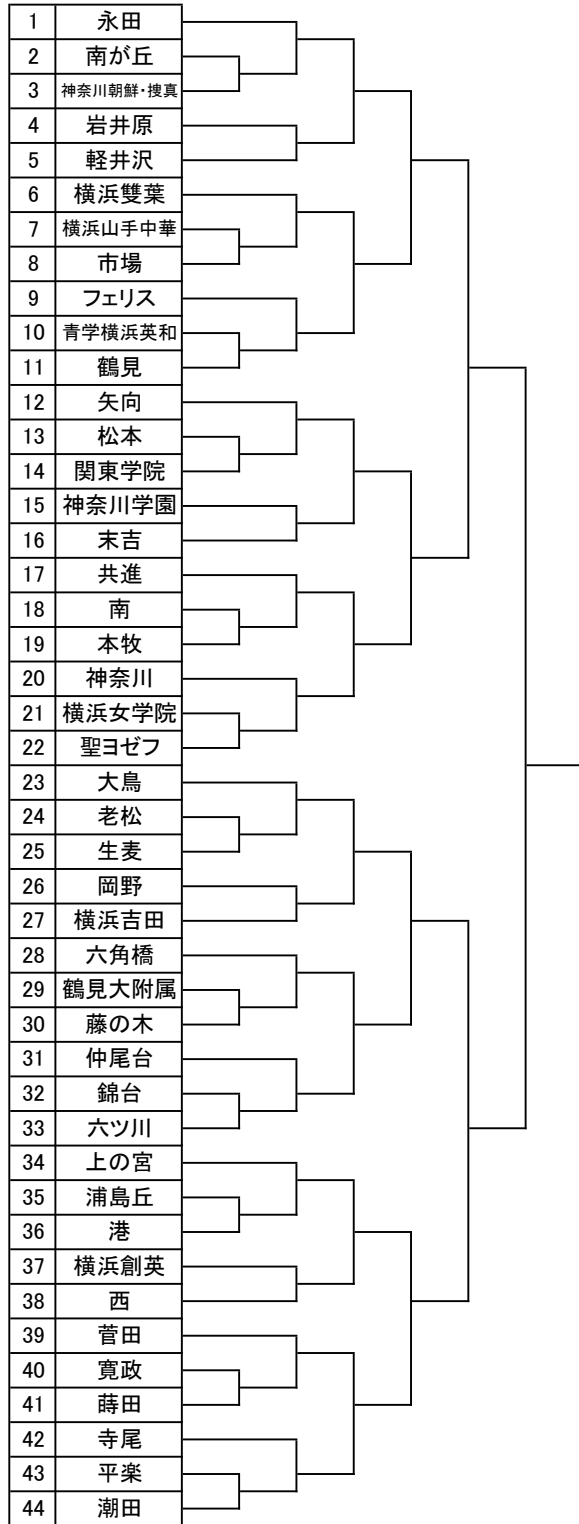 1 永田
2 南が丘
3 神奈川朝鮮・捜真
4 岩井原
5 軽井沢
6 横浜雙葉
7 横浜山手中華
8 市場
9 フェリス
10 青学横浜英和
11 鶴見
12 矢向
13 松本
14 関東学院
15 神奈川学園
16 末吉
17 共進
18 南
19 本牧
20 神奈川
21 横浜女学院
22 聖ヨゼフ
23 大鳥
24 老松
25 生麦
26 岡野
27 横浜吉田
28 六角橋
29 鶴見大附属
30 藤の木
31 仲尾台
32 錦台
33 六ツ川
34 上の宮
35 浦島丘
36 港
37 横浜創英
38 西
39 菅田
40 寛政
41 蒔田
42 寺尾
43 平楽
44 潮田